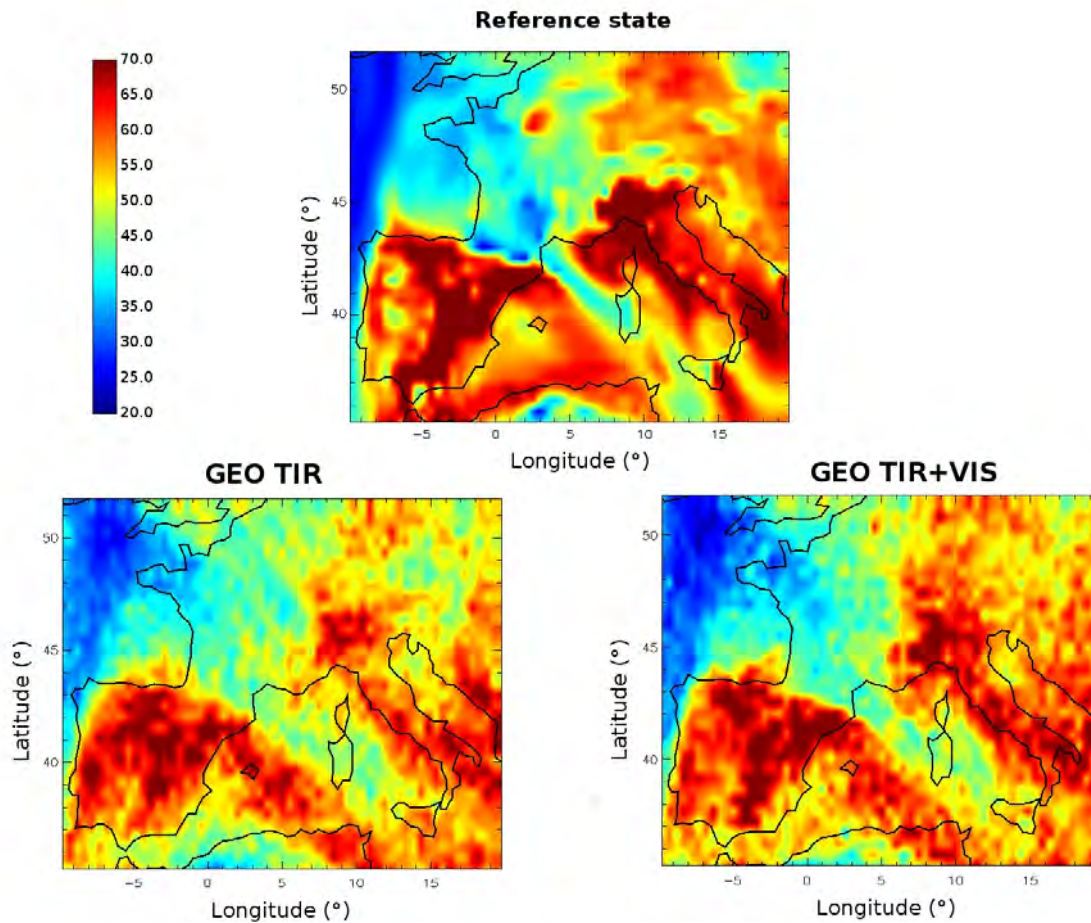 Reference state
70.0
65.0
60.0
55.0
50.0
45.0
40.0
35.0
30.0
25.0
20.0
Latitude (°)
50
45
40
−5 0 5 10 15
Longitude (°)
GEO TIR
Latitude (°)
50
45
40
−5 0 5 10 15
Longitude (°)
GEO TIR+VIS
Latitude (°)
50
45
40
−5 0 5 10 15
Longitude (°)